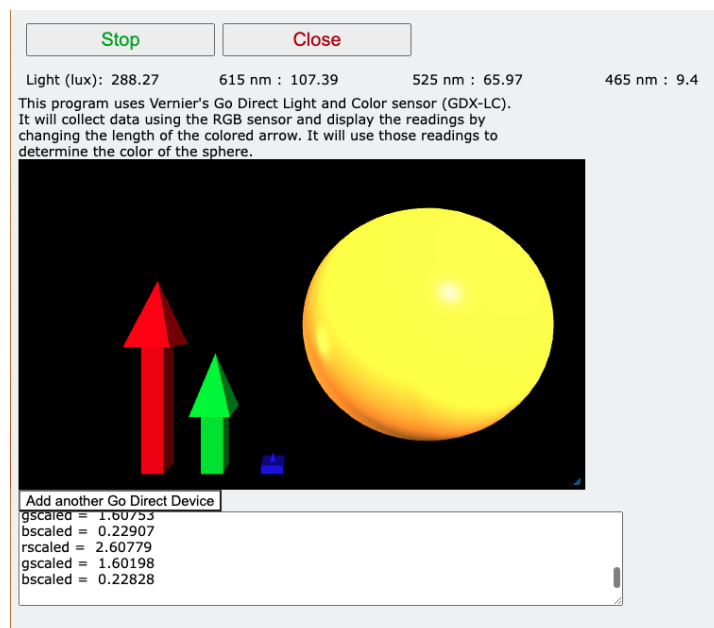 Stop Close
Light (lux): 288.27 615 nm : 107.39 525 nm : 65.97 465 nm : 9.4
This program uses Vernier's Go Direct Light and Color sensor (GDX-LC).
It will collect data using the RGB sensor and display the readings by
changing the length of the colored arrow. It will use those readings to
determine the color of the sphere.
Add another Go Direct Device
gscaled = 1.60753
bscaled = 0.22907
rscaled = 2.60779
gscaled = 1.60198
bscaled = 0.22828